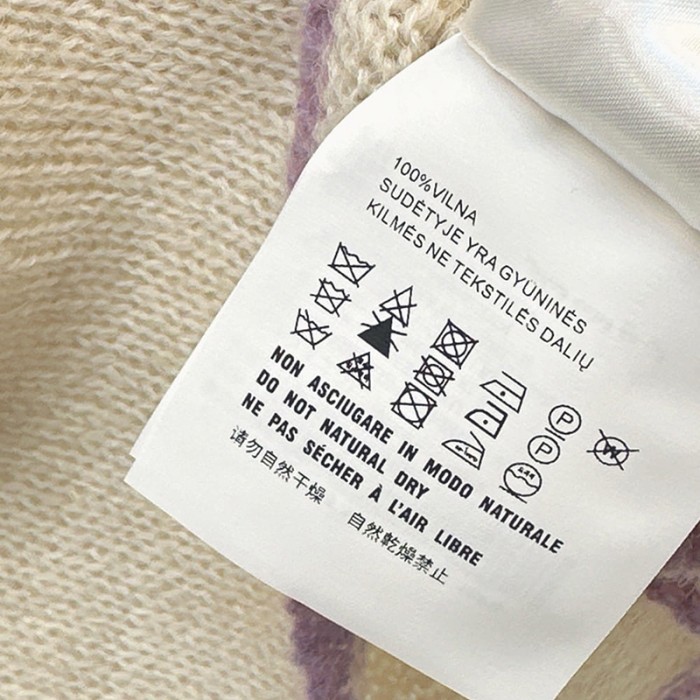 100%VILNA
SUDĖTYJE YRA GYŪNINĖS
KILMĖS NE TEKSTILĖS DALIŲ
P
P
W
NON ASCIUGARE IN MODO NATURALE
DO NOT NATURAL DRY
NE PAS SÉCHER À L'AIR LIBRE
请勿自然干燥 自然乾燥禁止